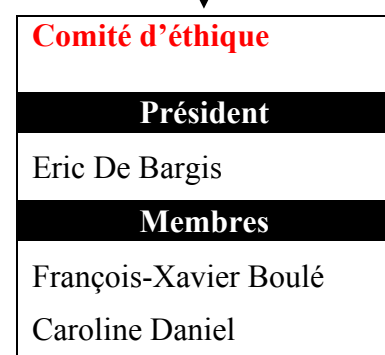 Comité d’éthique
Président
Eric De Bargis
Membres
François-Xavier Boulé
Caroline Daniel